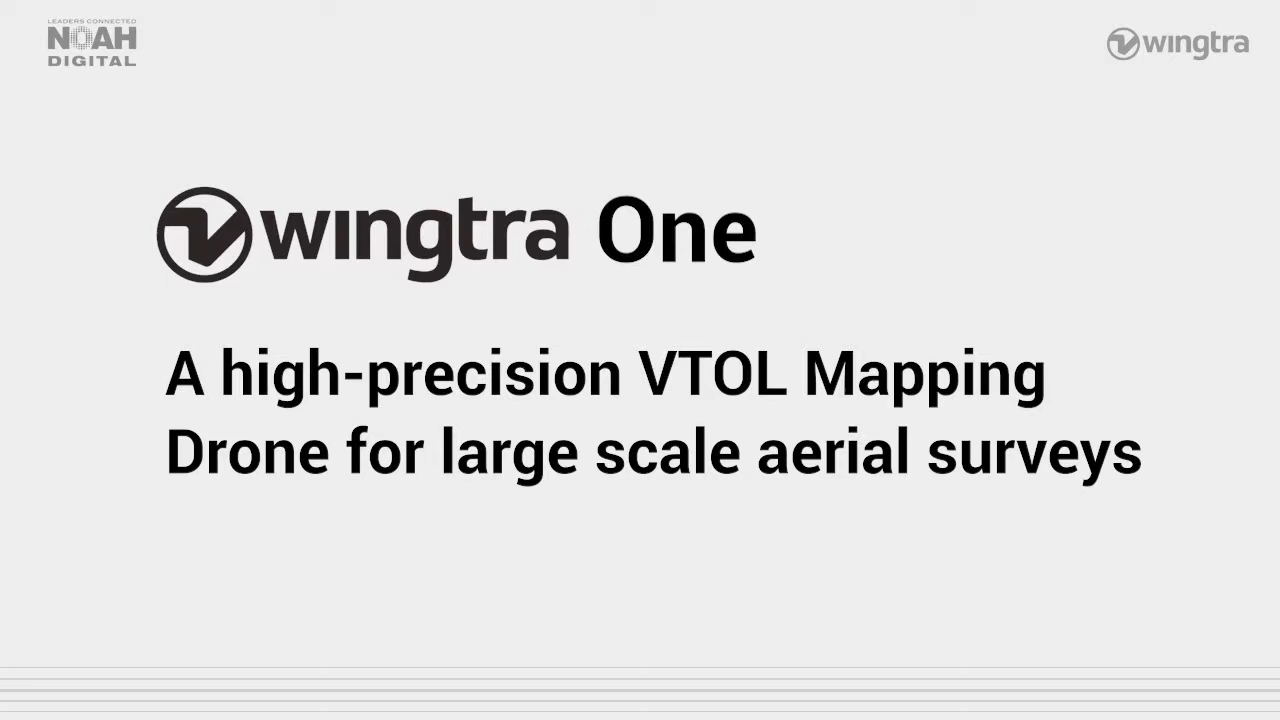 LEADERS CONNECTED
NOAH
DIGITAL
wingtra
wingtra One
A high-precision VTOL Mapping
Drone for large scale aerial surveys